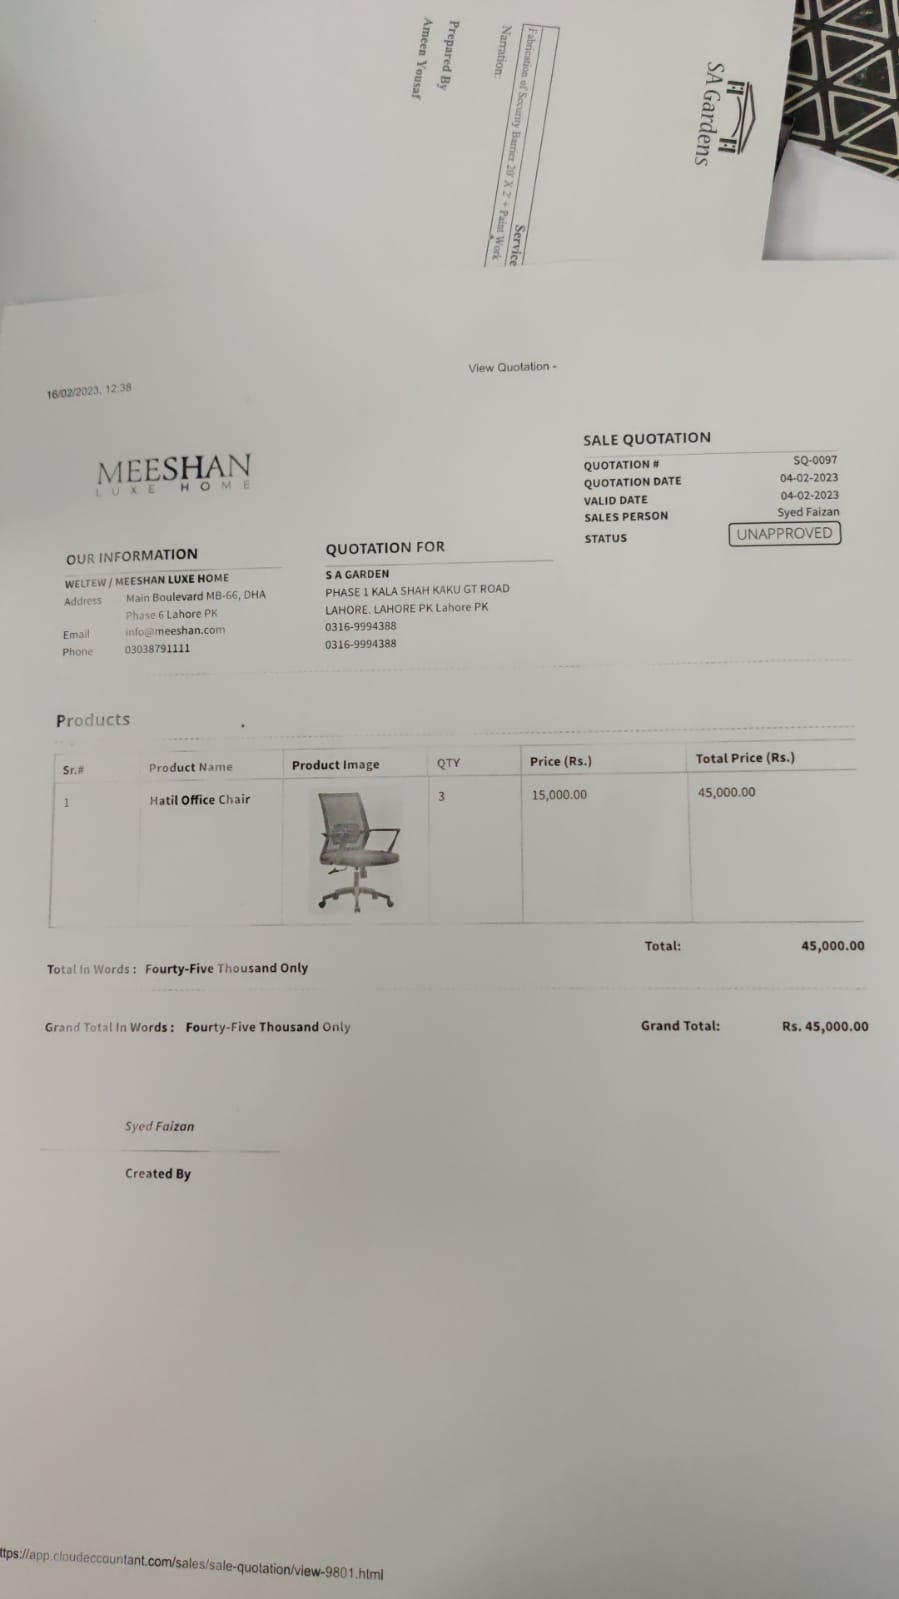 SA Gardens
Service
Fabrication of Security Barrier 20' X 2' + Paint Work
Narration:
Prepared By
Ameen Yousaf
16/02/2023, 12:38
View Quotation -
MEESHAN
LUXE HOME
SALE QUOTATION
QUOTATION # SQ-0097
QUOTATION DATE 04-02-2023
VALID DATE 04-02-2023
SALES PERSON Syed Faizan
STATUS UNAPPROVED
OUR INFORMATION
WELTEW / MEESHAN LUXE HOME
Address Main Boulevard MB-66, DHA
Phase 6 Lahore PK
Email info@meeshan.com
Phone 03038791111
QUOTATION FOR
S A GARDEN
PHASE 1 KALA SHAH KAKU GT ROAD
LAHORE. LAHORE PK Lahore PK
0316-9994388
0316-9994388
Products
Sr.# Product Name Product Image QTY Price (Rs.) Total Price (Rs.)
1 Hatil Office Chair 3 15,000.00 45,000.00
Total: 45,000.00
Total In Words : Fourty-Five Thousand Only
Grand Total In Words : Fourty-Five Thousand Only Grand Total: Rs. 45,000.00
Syed Faizan
Created By
ttps://app.cloudeccountant.com/sales/sale-quotation/view-9801.html